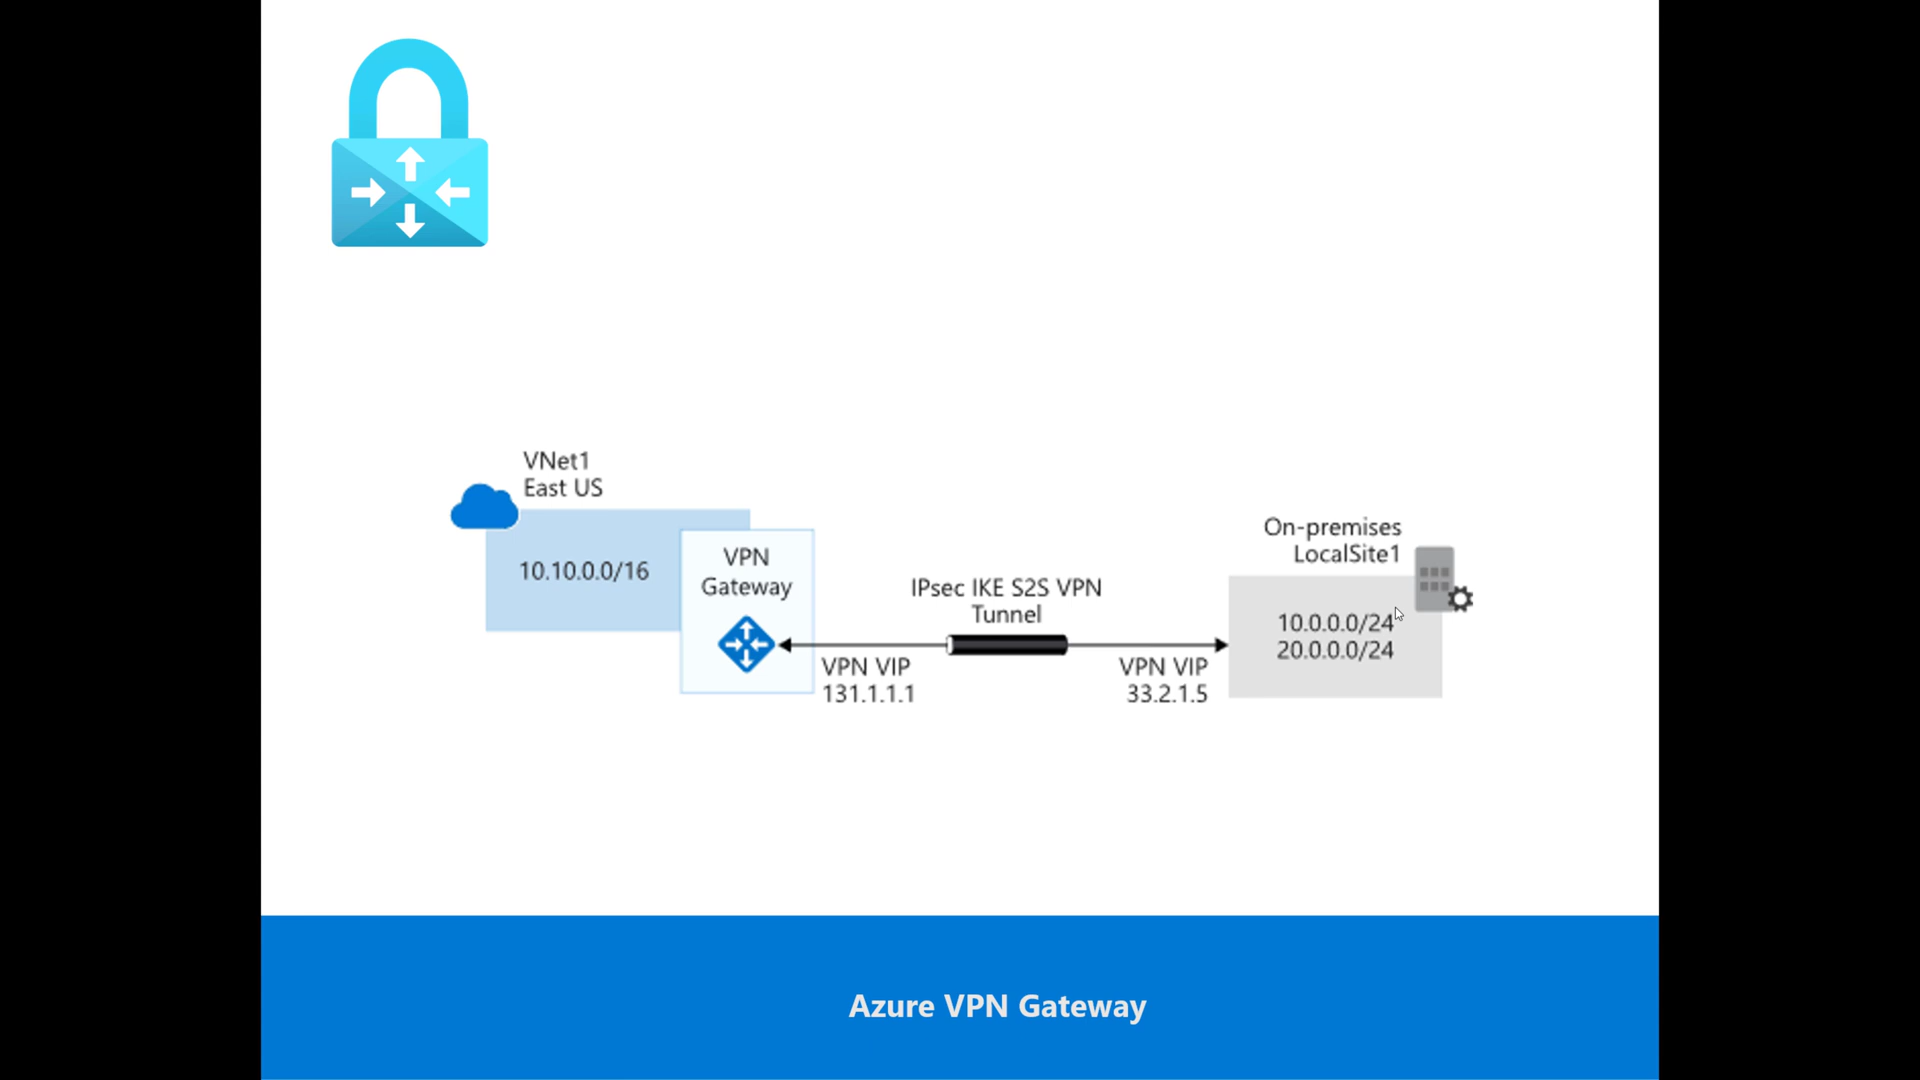 VNet1
East US
10.10.0.0/16
VPN
Gateway
IPsec IKE S2S VPN
Tunnel
VPN VIP
131.1.1.1
VPN VIP
33.2.1.5
On-premises
LocalSite1
10.0.0.0/24
20.0.0.0/24
Azure VPN Gateway